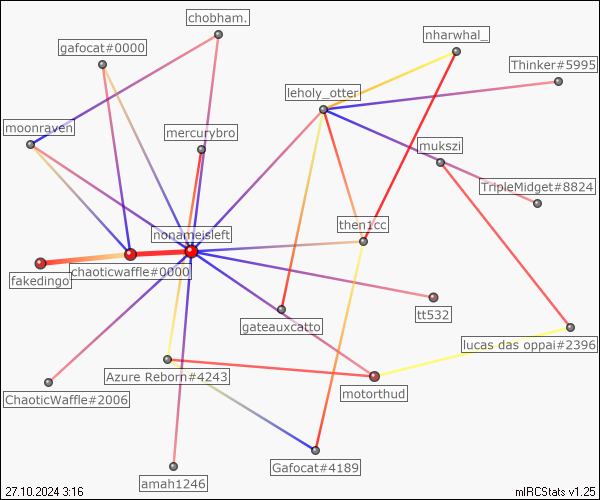 chobham.
nharwhal_
gafocat#0000
Thinker#5995
leholy_otter
moonraven
mercurybro
mukszi
TripleMidget#8824
then1cc
nonameisleft
chaoticwaffle#0000
fakedingo
tt532
gateauxcatto
lucas das oppai#2396
Azure Reborn#4243
motorthud
ChaoticWaffle#2006
Gafocat#4189
amah1246
27.10.2024 3:16
mIRCStats v1.25